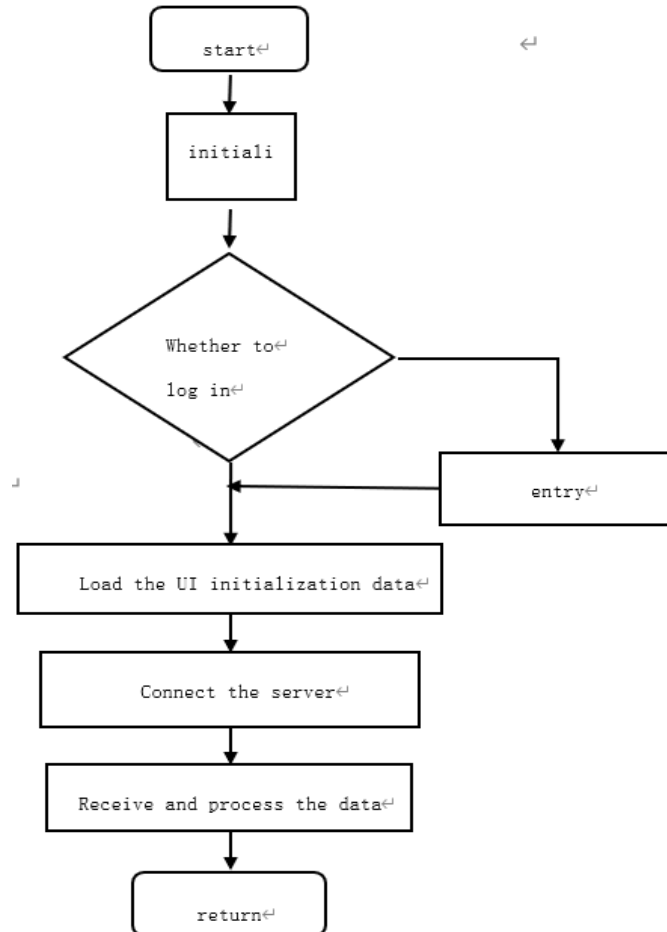 start
initiali
Whether to
log in
entry
Load the UI initialization data
Connect the server
Receive and process the data
return